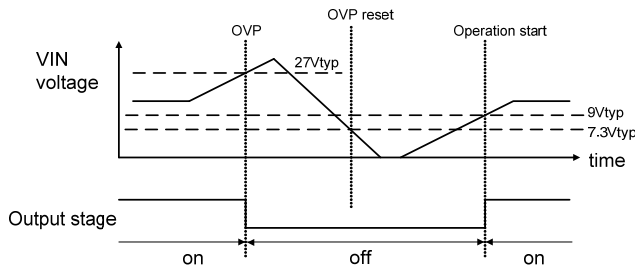 OVP reset
OVP
Operation start
VIN
voltage
27Vtyp
9Vtyp
7.3Vtyp
time
Output stage
on
off
on